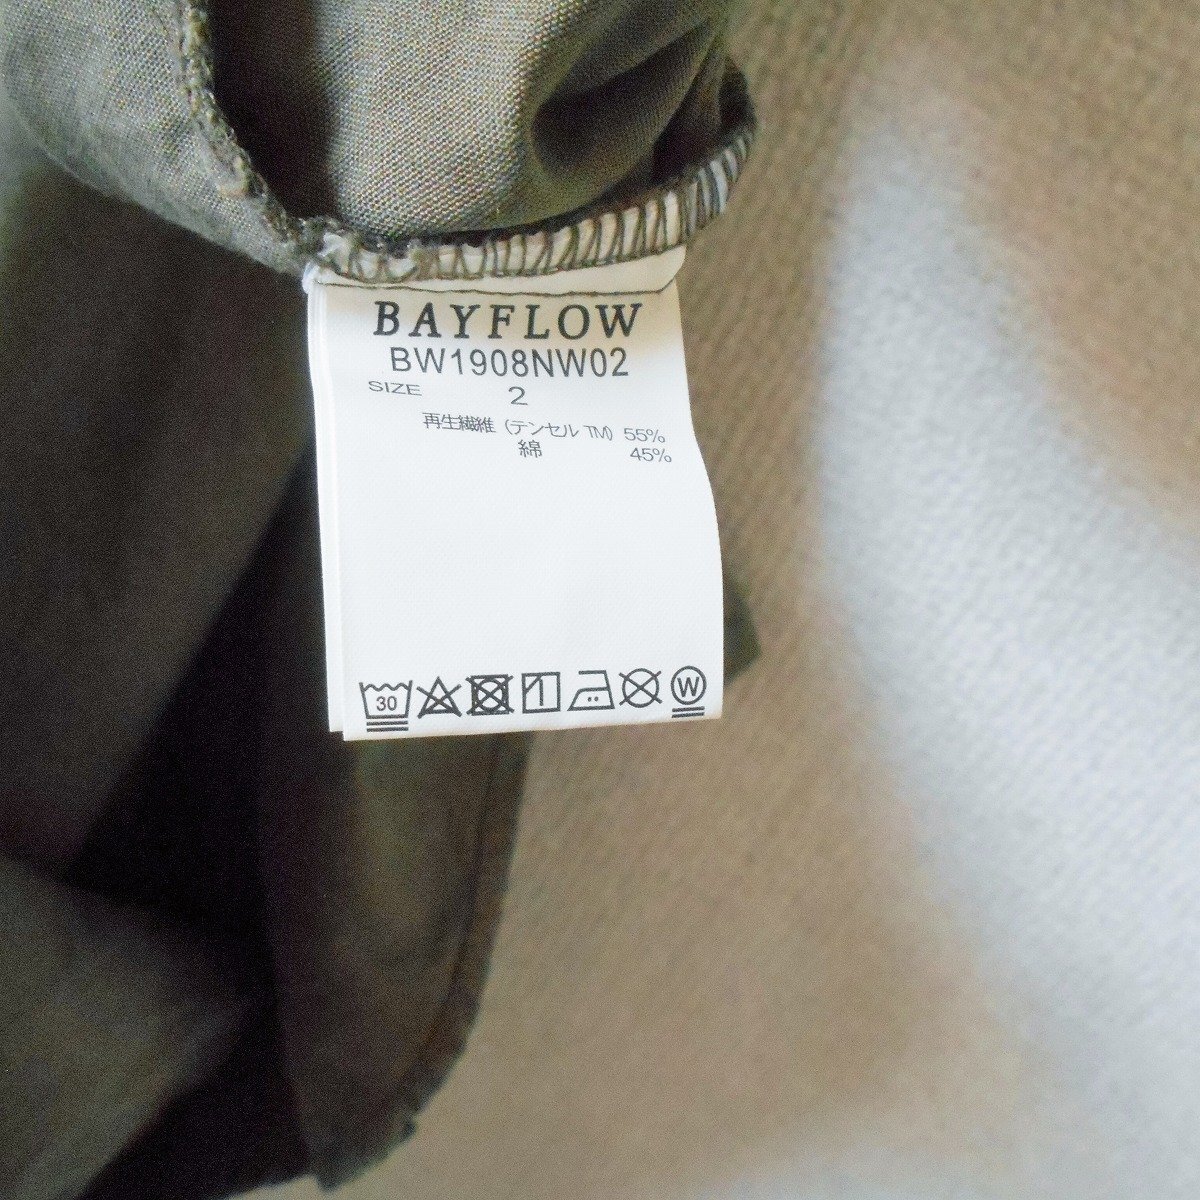 BAYFLOW
BW1908NW02
SIZE 2
再生繊維 (テンセル TM) 55%
綿 45%
30 W